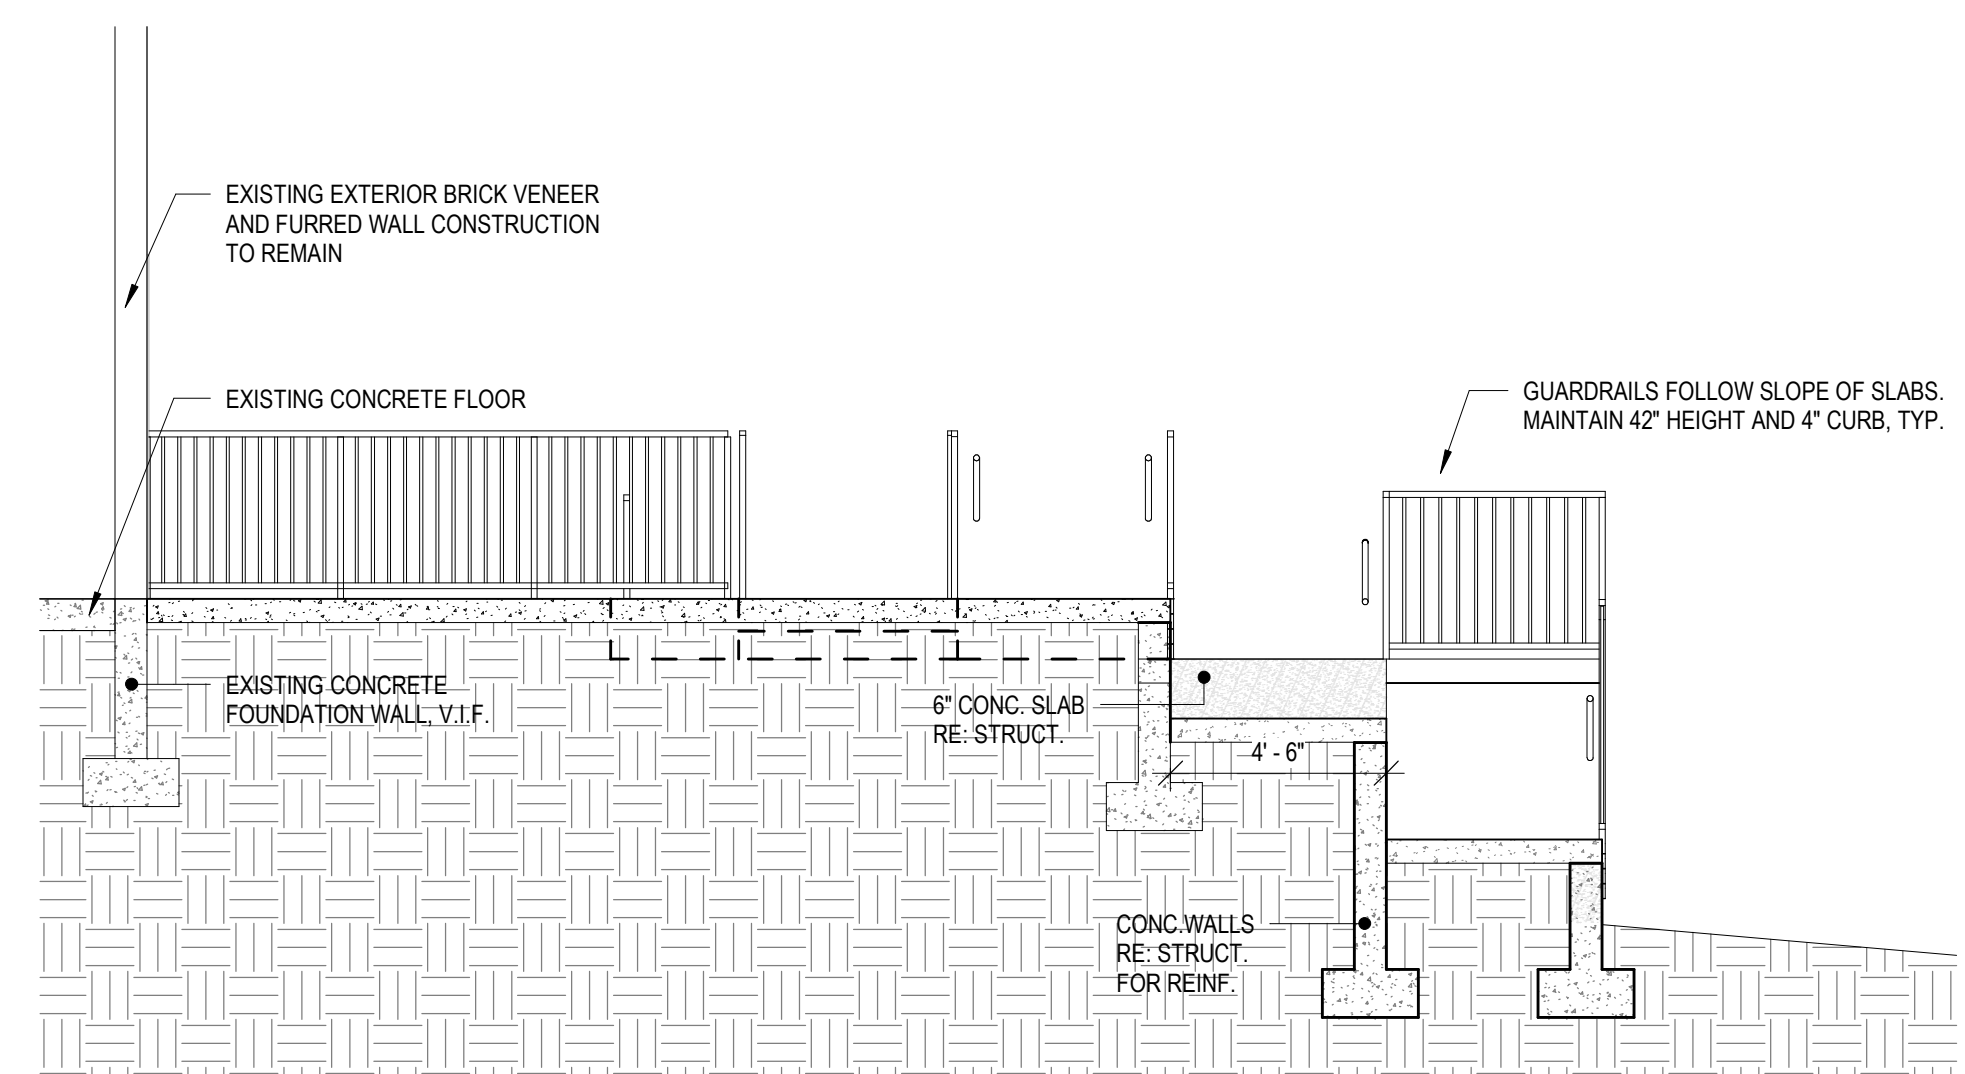 EXISTING EXTERIOR BRICK VENEER
AND FURRED WALL CONSTRUCTION
TO REMAIN
EXISTING CONCRETE FLOOR
GUARDRAILS FOLLOW SLOPE OF SLABS.
MAINTAIN 42" HEIGHT AND 4" CURB, TYP.
EXISTING CONCRETE
FOUNDATION WALL, V.I.F.
6" CONC. SLAB
RE: STRUCT.
4' - 6"
CONC.WALLS
RE: STRUCT.
FOR REINF.